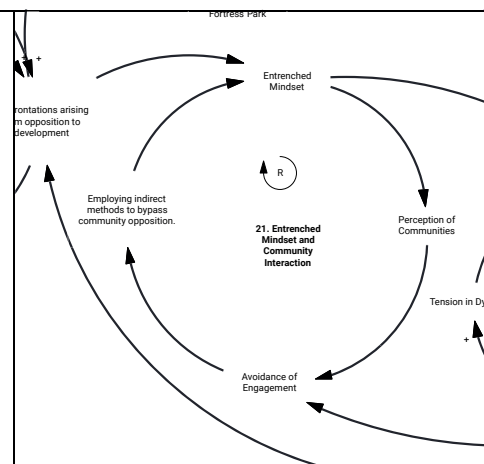 Fortress Park
+
Entrenched
Mindset
rontations arising
m opposition to
development
R
Employing indirect
methods to bypass
community opposition.
21. Entrenched
Mindset and
Community
Interaction
Perception of
Communities
Tension in Dy
+
Avoidance of
Engagement